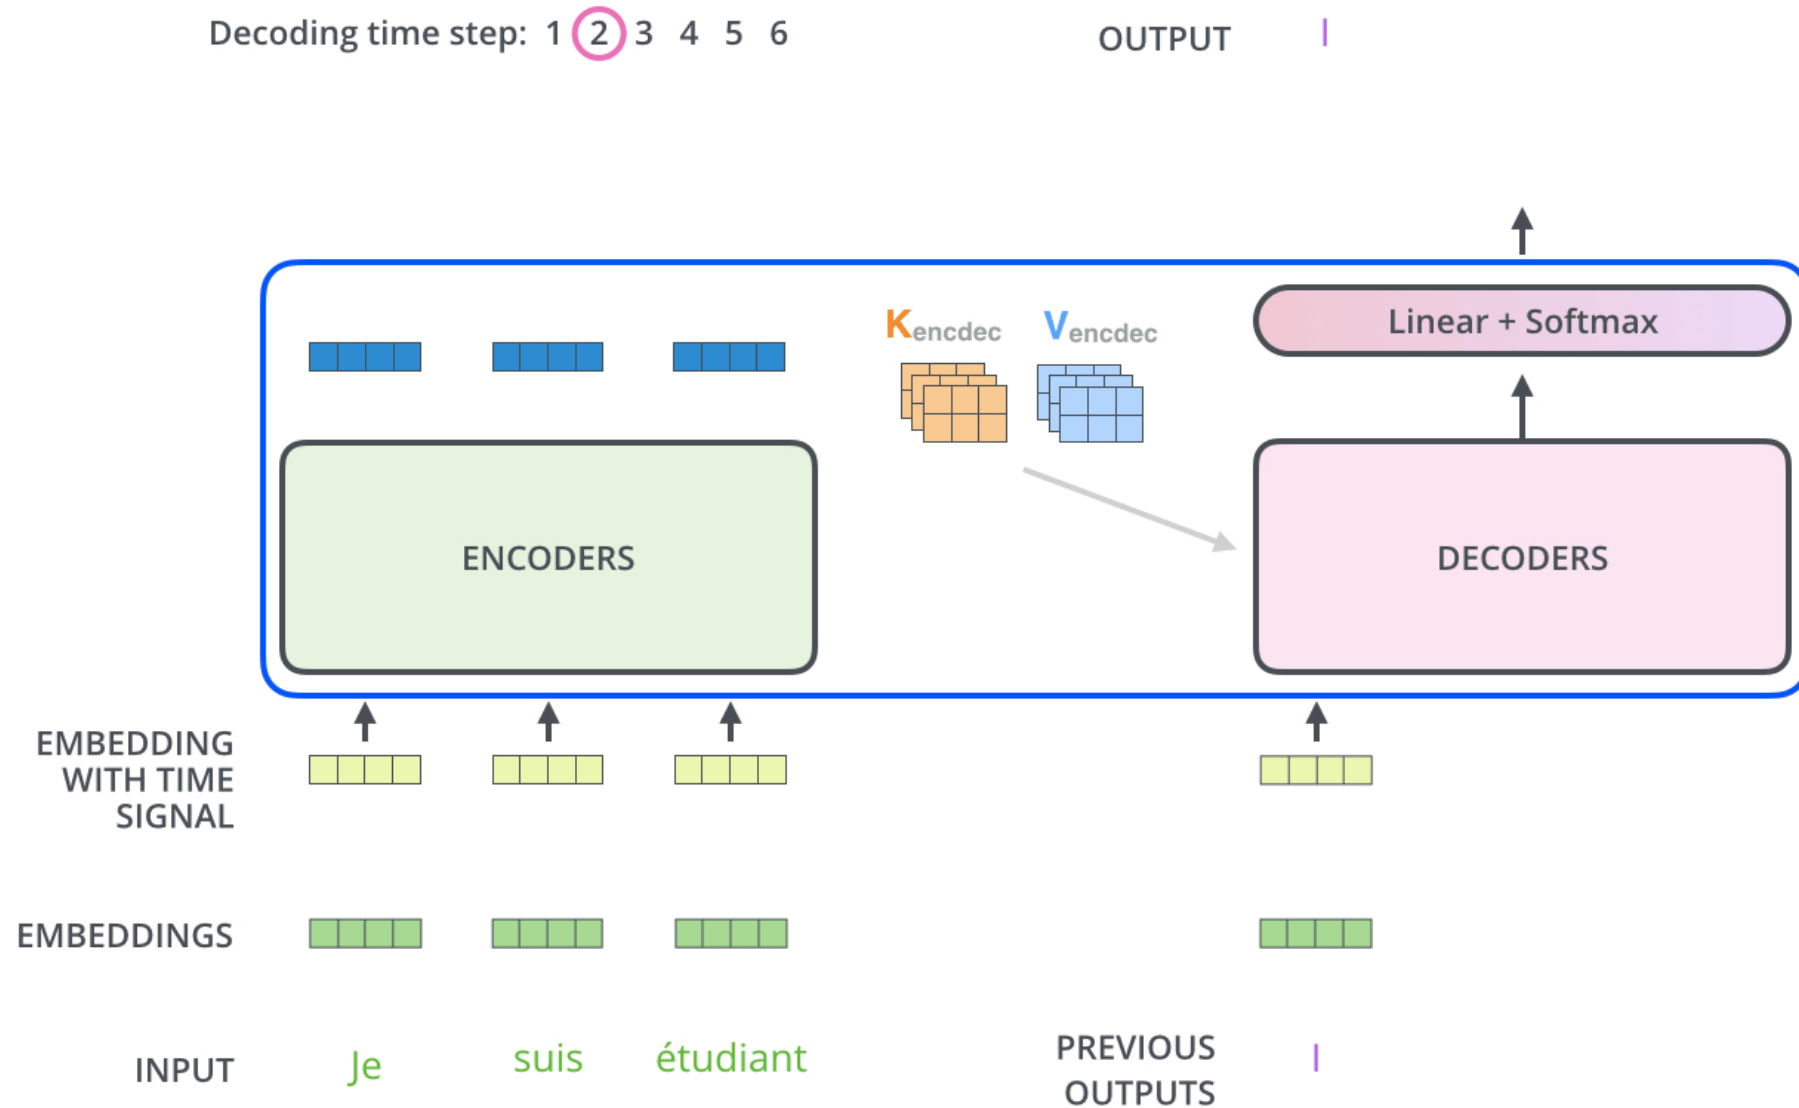 Decoding time step: 1 2 3 4 5 6
OUTPUT I
Kencdec Vencdec
Linear + Softmax
ENCODERS
DECODERS
EMBEDDING
WITH TIME
SIGNAL
EMBEDDINGS
INPUT Je suis étudiant
PREVIOUS
OUTPUTS
I